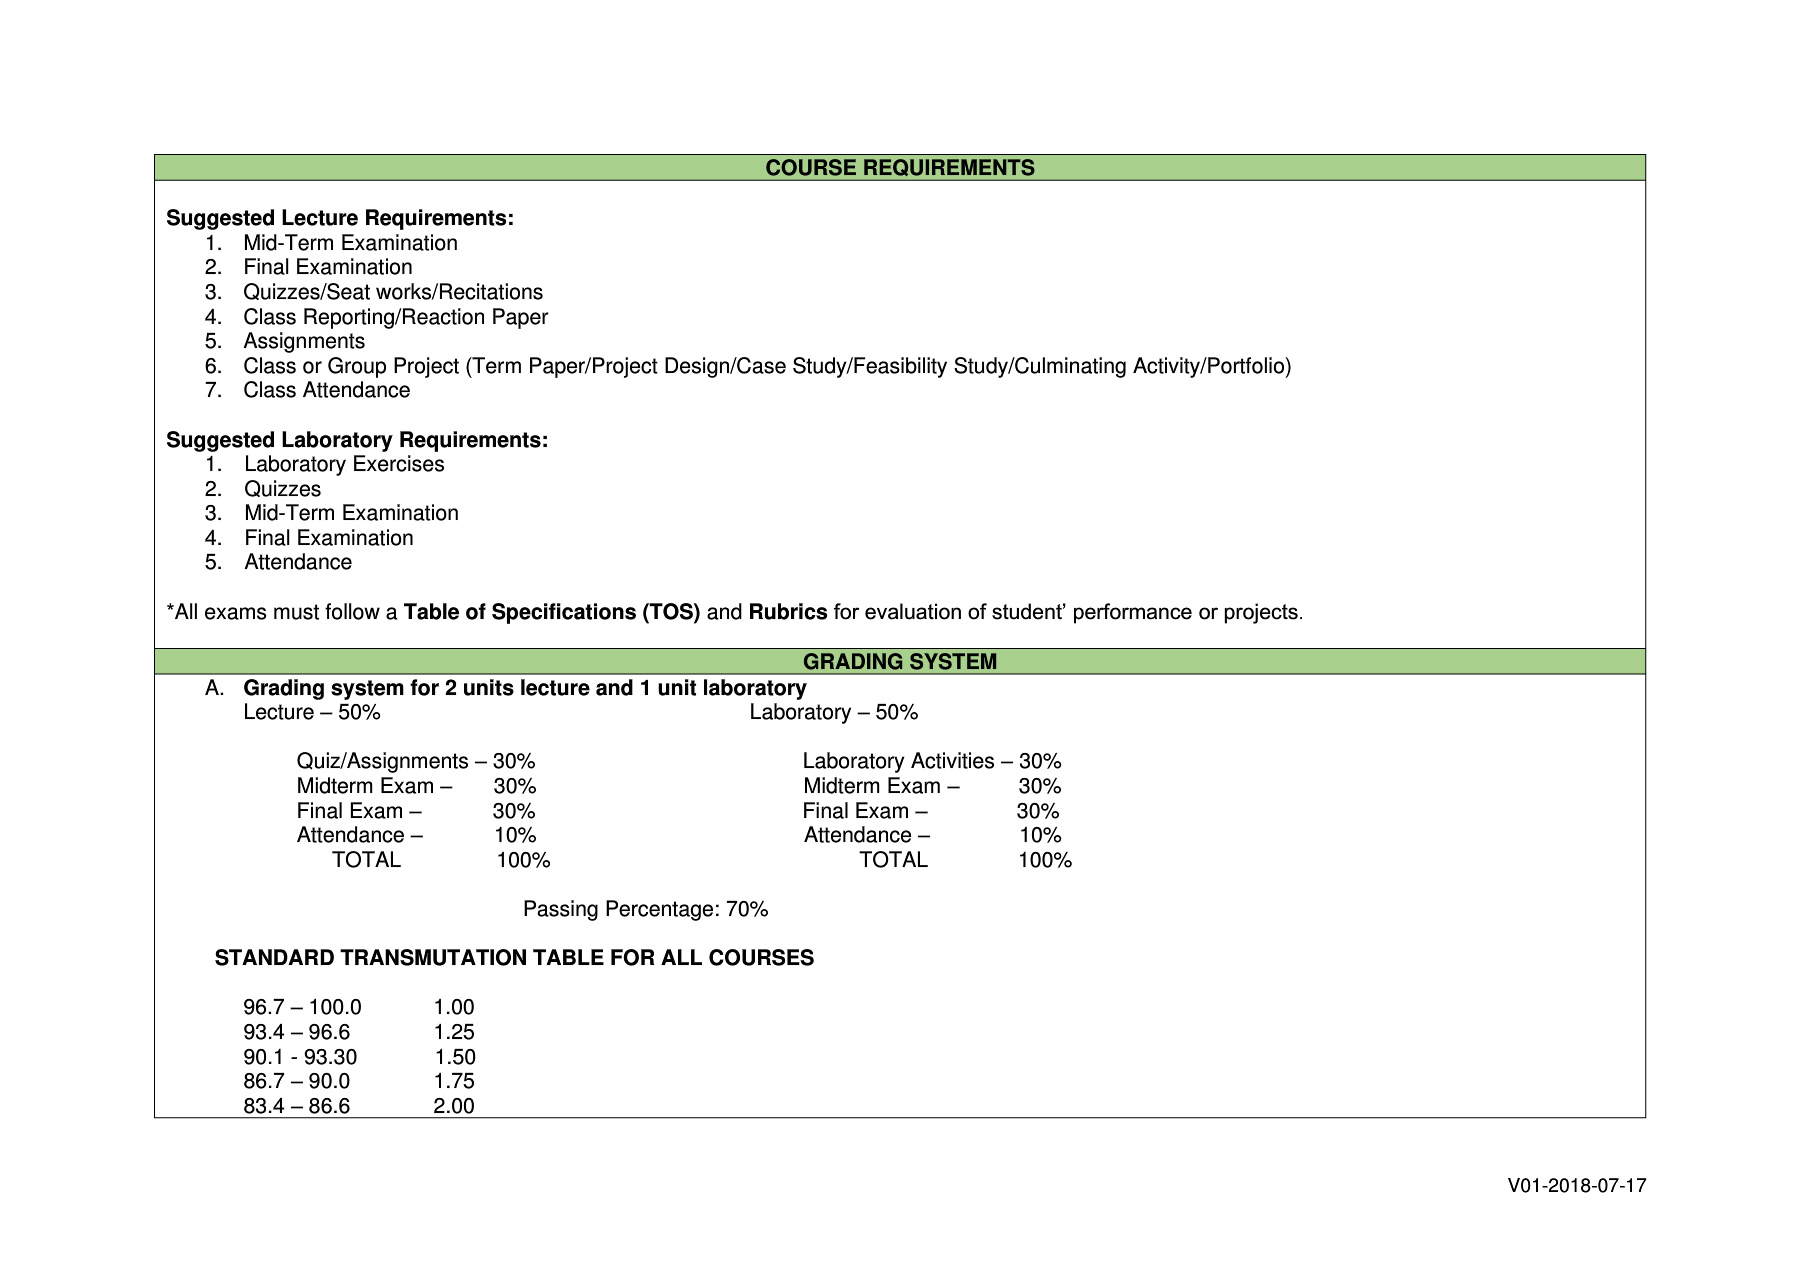 COURSE REQUIREMENTS
Suggested Lecture Requirements:
1. Mid-Term Examination
2. Final Examination
3. Quizzes/Seat works/Recitations
4. Class Reporting/Reaction Paper
5. Assignments
6. Class or Group Project (Term Paper/Project Design/Case Study/Feasibility Study/Culminating Activity/Portfolio)
7. Class Attendance
Suggested Laboratory Requirements:
1. Laboratory Exercises
2. Quizzes
3. Mid-Term Examination
4. Final Examination
5. Attendance
*All exams must follow a Table of Specifications (TOS) and Rubrics for evaluation of student’ performance or projects.
GRADING SYSTEM
A. Grading system for 2 units lecture and 1 unit laboratory
Lecture – 50% Laboratory – 50%
Quiz/Assignments – 30% Laboratory Activities – 30%
Midterm Exam – 30% Midterm Exam – 30%
Final Exam – 30% Final Exam – 30%
Attendance – 10% Attendance – 10%
TOTAL 100% TOTAL 100%
Passing Percentage: 70%
STANDARD TRANSMUTATION TABLE FOR ALL COURSES
96.7 – 100.0 1.00
93.4 – 96.6 1.25
90.1 - 93.30 1.50
86.7 – 90.0 1.75
83.4 – 86.6 2.00
V01-2018-07-17